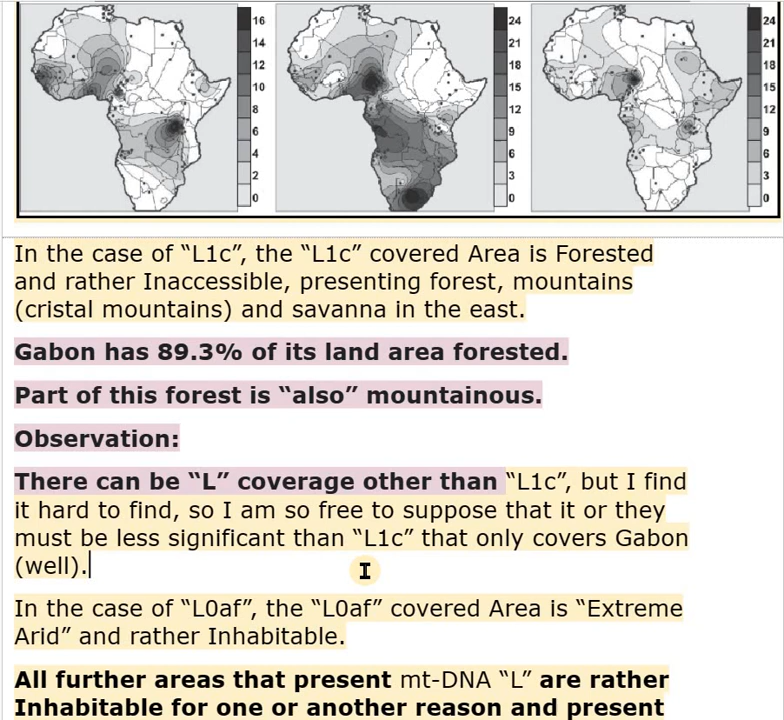 16
14
12
10
8
6
4
2
0
24
21
18
15
12
9
6
3
0
24
21
18
15
12
9
6
3
0
In the case of “L1c”, the “L1c” covered Area is Forested
and rather Inaccessible, presenting forest, mountains
(cristal mountains) and savanna in the east.
Gabon has 89.3% of its land area forested.
Part of this forest is “also” mountainous.
Observation:
There can be “L” coverage other than “L1c”, but I find
it hard to find, so I am so free to suppose that it or they
must be less significant than “L1c” that only covers Gabon
(well).
In the case of “L0af”, the “L0af” covered Area is “Extreme
Arid” and rather Inhabitable.
All further areas that present mt-DNA “L” are rather
Inhabitable for one or another reason and present